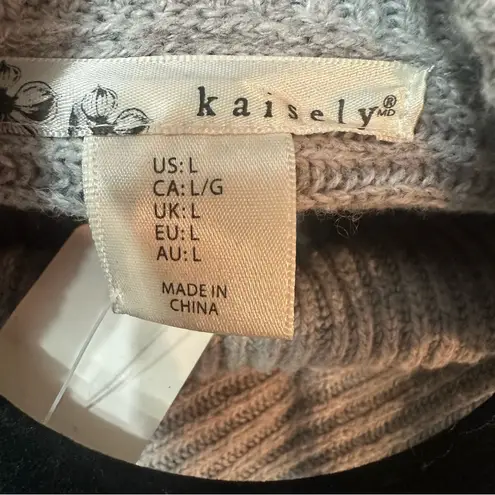 kaisely® MD
US: L
CA: L/G
UK: L
EU: L
AU: L
MADE IN
CHINA